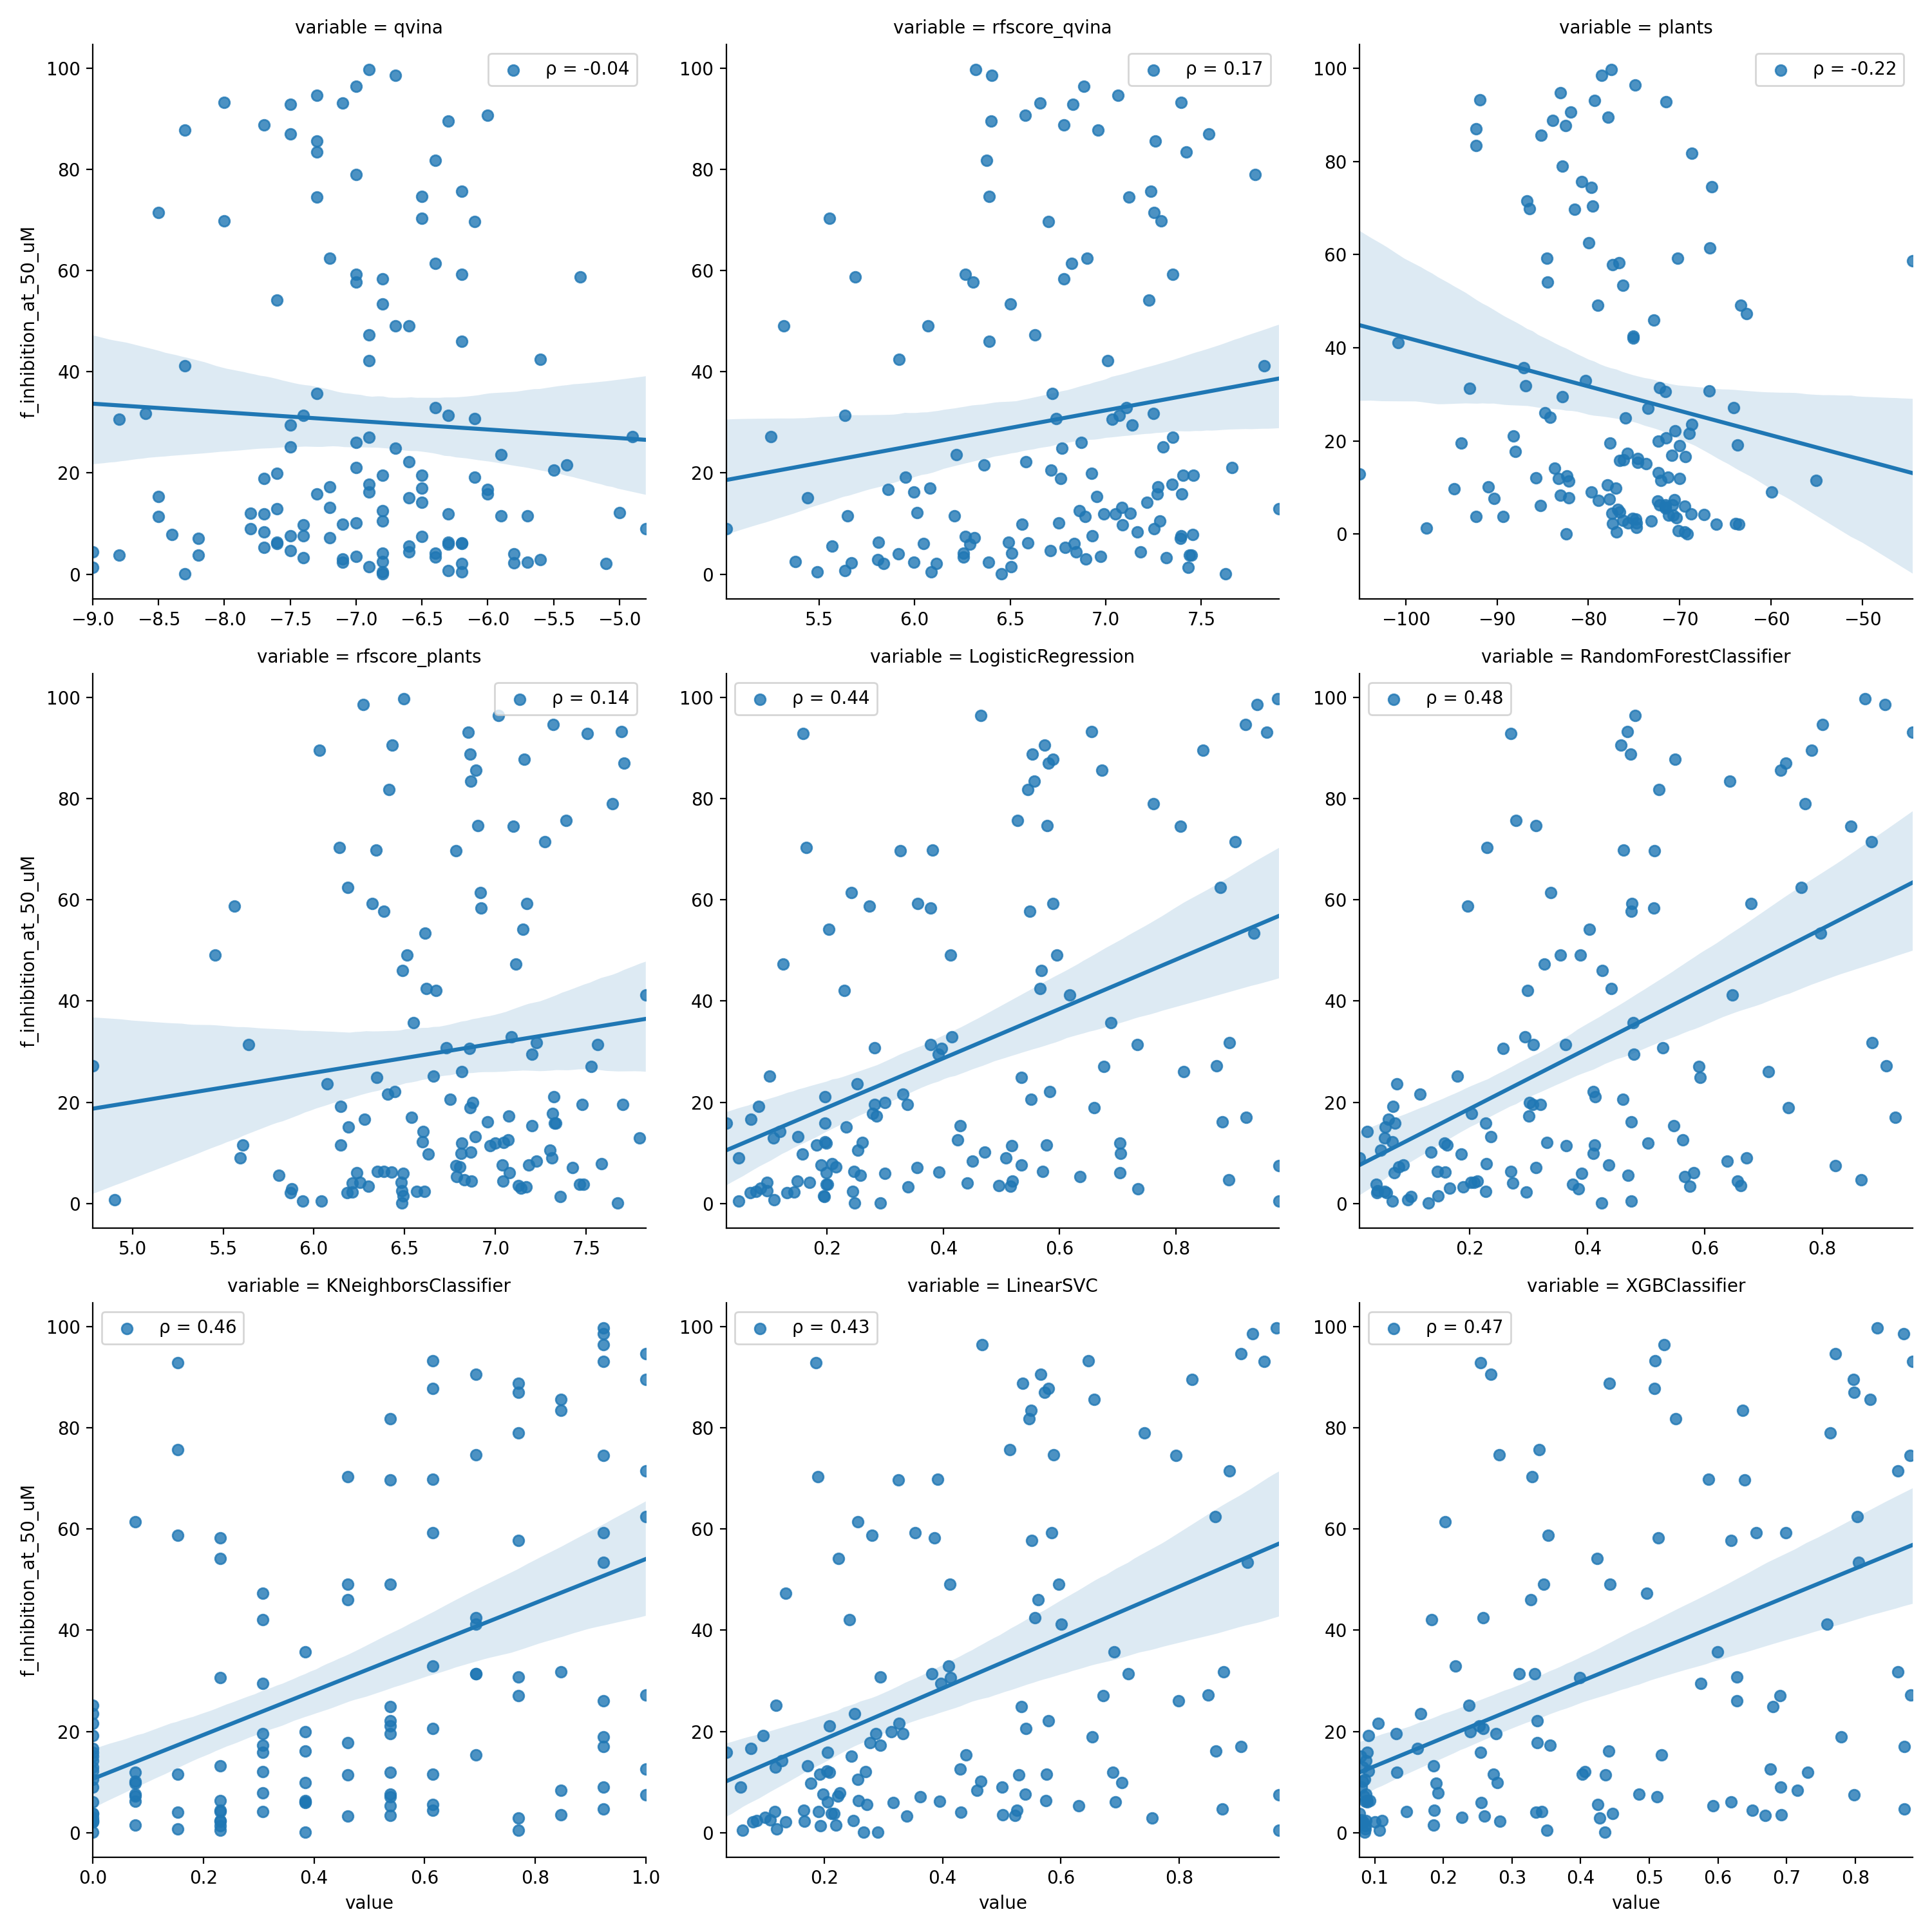 variable = qvina
variable = rfscore_qvina
variable = plants
ρ = -0.04
ρ = 0.17
ρ = -0.22
f_inhibition_at_50_uM
100
80
60
40
20
0
−9.0 −8.5 −8.0 −7.5 −7.0 −6.5 −6.0 −5.5 −5.0
100
80
60
40
20
0
5.5 6.0 6.5 7.0 7.5
100
80
60
40
20
0
−100 −90 −80 −70 −60 −50
variable = rfscore_plants
variable = LogisticRegression
variable = RandomForestClassifier
ρ = 0.14
ρ = 0.44
ρ = 0.48
f_inhibition_at_50_uM
100
80
60
40
20
0
5.0 5.5 6.0 6.5 7.0 7.5
100
80
60
40
20
0
0.2 0.4 0.6 0.8
100
80
60
40
20
0
0.2 0.4 0.6 0.8
variable = KNeighborsClassifier
variable = LinearSVC
variable = XGBClassifier
ρ = 0.46
ρ = 0.43
ρ = 0.47
f_inhibition_at_50_uM
100
80
60
40
20
0
0.0 0.2 0.4 0.6 0.8 1.0
value
100
80
60
40
20
0
0.2 0.4 0.6 0.8
value
100
80
60
40
20
0
0.1 0.2 0.3 0.4 0.5 0.6 0.7 0.8
value